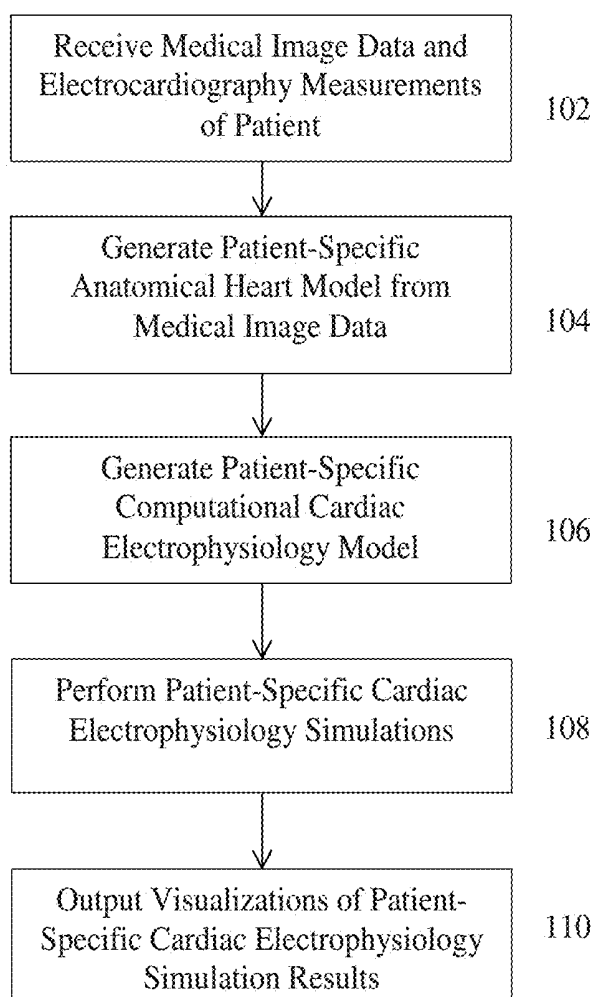 Receive Medical Image Data and
Electrocardiography Measurements
of Patient
102
Generate Patient-Specific
Anatomical Heart Model from
Medical Image Data
104
Generate Patient-Specific
Computational Cardiac
Electrophysiology Model
106
Perform Patient-Specific Cardiac
Electrophysiology Simulations
108
Output Visualizations of Patient-
Specific Cardiac Electrophysiology
Simulation Results
110